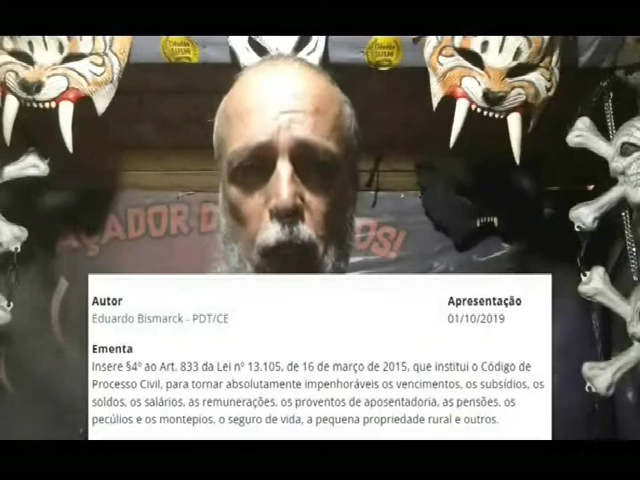 AÇADOR D
OS!
Autor
Apresentação
Eduardo Bismarck - PDT/CE
01/10/2019
Ementa
Insere §4º ao Art. 833 da Lei nº 13.105, de 16 de março de 2015, que institui o Código de
Processo Civil, para tornar absolutamente impenhoráveis os vencimentos, os subsídios, os
soldos, os salários, as remunerações, os proventos de aposentadoria, as pensões, os
pecúlios e os montepios, o seguro de vida, a pequena propriedade rural e outros.